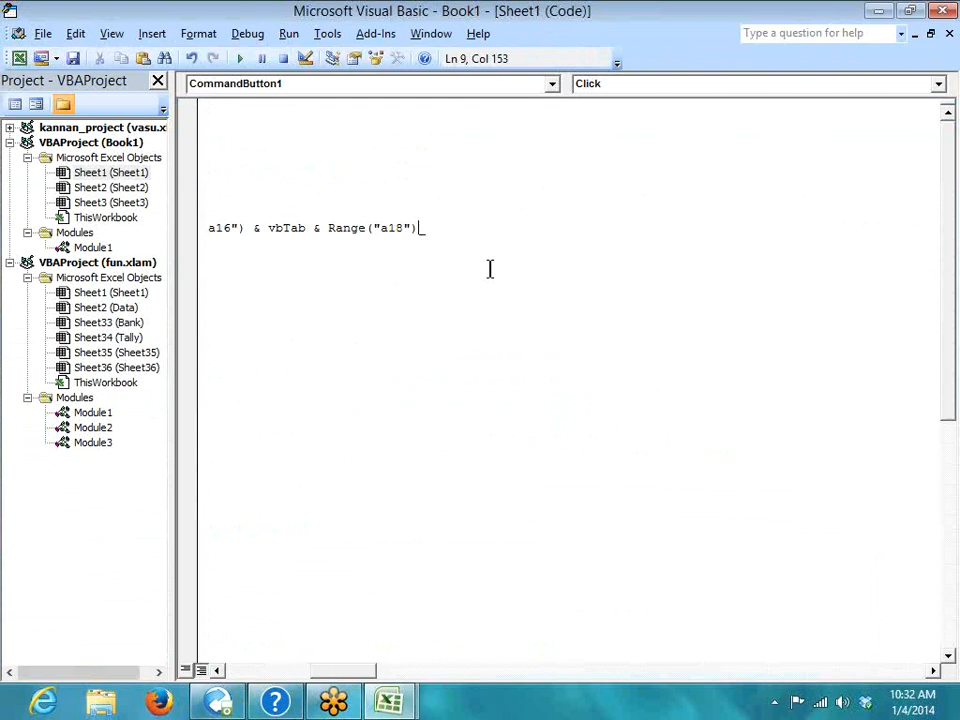 Microsoft Visual Basic - Book1 - [Sheet1 (Code)]
File Edit View Insert Format Debug Run Tools Add-Ins Window Help
Type a question for help
Ln 9, Col 153
Project - VBAProject
CommandButton1
Click
kannan_project (vasu.x
VBAProject (Book1)
Microsoft Excel Objects
Sheet1 (Sheet1)
Sheet2 (Sheet2)
Sheet3 (Sheet3)
ThisWorkbook
Modules
Module1
VBAProject (fun.xlam)
Microsoft Excel Objects
Sheet1 (Sheet1)
Sheet2 (Data)
Sheet33 (Bank)
Sheet34 (Tally)
Sheet35 (Sheet35)
Sheet36 (Sheet36)
ThisWorkbook
Modules
Module1
Module2
Module3
a16") & vbTab & Range("a18")_
10:32 AM
1/4/2014